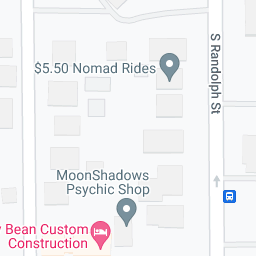 $5.50 Nomad Rides
S Randolph St
MoonShadows
Psychic Shop
Bean Custom
Construction